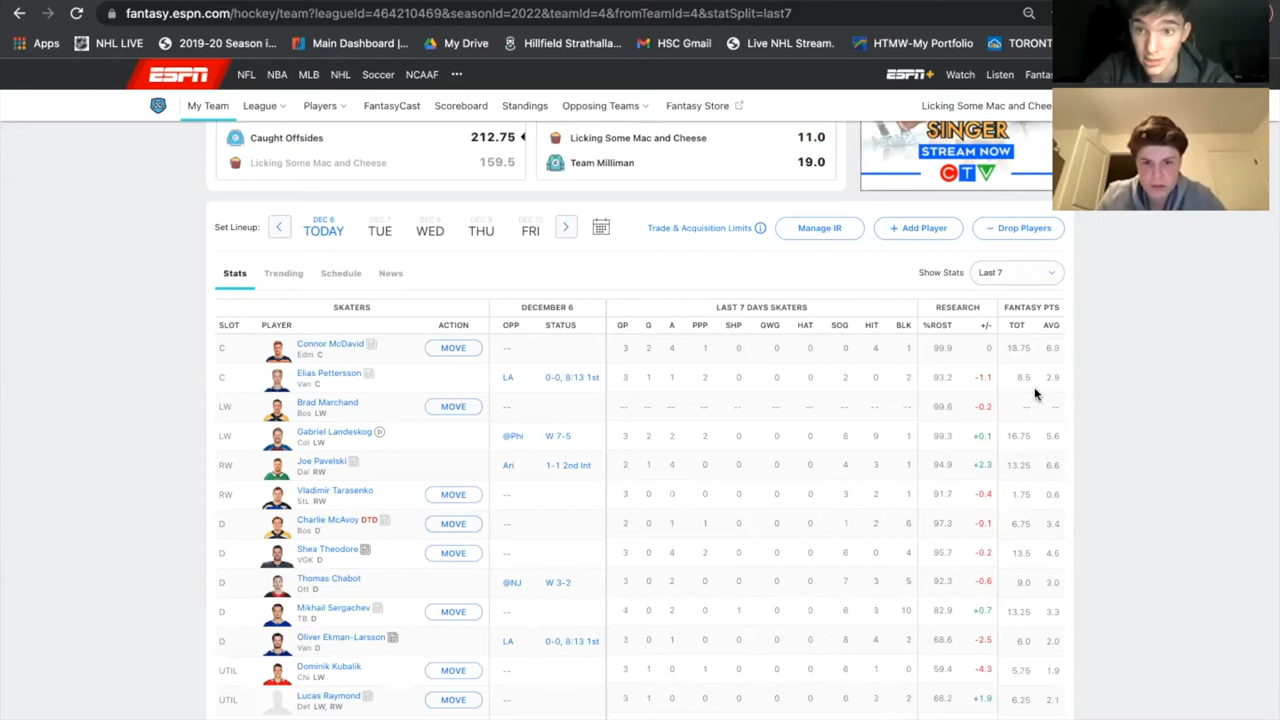 fantasy.espn.com/hockey/team?leagueId=464210469&seasonId=2022&teamId=4&fromTeamId=4&statSplit=last7
Apps NHL LIVE 2019-20 Season i... Main Dashboard |... My Drive Hillfield Strathalla... HSC Gmail Live NHL Stream. HTMW-My Portfolio TORONT
ESPN NFL NBA MLB NHL Soccer NCAAF ••• ESPN+ Watch Listen Fantas
My Team League Players FantasyCast Scoreboard Standings Opposing Teams Fantasy Store Licking Some Mac and Chee
Caught Offsides 212.75 Licking Some Mac and Cheese 11.0
Licking Some Mac and Cheese 159.5 Team Milliman 19.0
SINGER
STREAM NOW
CTV
Set Lineup: DEC 6 TODAY DEC 7 TUE DEC 8 WED DEC 9 THU DEC 10 FRI Trade & Acquisition Limits Manage IR + Add Player − Drop Players
Stats Trending Schedule News Show Stats Last 7
SKATERS DECEMBER 6 LAST 7 DAYS SKATERS RESEARCH FANTASY PTS
SLOT PLAYER ACTION OPP STATUS GP G A PPP SHP GWG HAT SOG HIT BLK %ROST +/- TOT AVG
C Connor McDavid Edm C MOVE -- 3 2 4 1 0 0 0 9 4 1 99.9 0 18.75 6.3
C Elias Pettersson Van C LA 0-0, 8:13 1st 3 1 1 2 0 0 0 2 0 2 93.2 -1.1 8.5 2.9
LW Brad Marchand Bos LW MOVE -- -- -- -- -- -- -- -- -- -- -- 99.6 -0.2 -- --
LW Gabriel Landeskog Col LW @Phi W 7-5 3 2 2 2 0 0 0 8 9 1 99.3 +0.1 16.75 5.6
RW Joe Pavelski Dal RW Ari 1-1 2nd Int 2 1 4 0 0 0 0 4 3 1 94.9 +2.3 13.25 6.6
RW Vladimir Tarasenko StL RW MOVE -- 3 0 0 0 0 0 0 3 2 1 91.7 -0.4 1.75 0.6
D Charlie McAvoy DTD Bos D MOVE -- 2 0 1 0 0 0 0 1 2 6 97.3 -0.1 6.75 3.4
D Shea Theodore VGK D MOVE -- 3 0 4 2 0 0 0 6 0 4 95.7 -0.2 13.5 4.5
D Thomas Chabot Ott D @NJ W 3-2 3 0 2 0 0 0 0 7 3 5 92.3 -0.6 9.0 3.0
D Mikhail Sergachev TB D MOVE -- 4 0 2 0 1 0 0 6 3 10 82.9 +0.7 13.25 3.3
D Oliver Ekman-Larsson Van D LA 0-0, 8:13 1st 3 0 1 0 0 0 0 8 4 2 68.6 -2.5 6.0 2.0
UTIL Dominik Kubalik Chi LW MOVE -- 3 1 0 0 0 0 0 6 1 0 59.4 -4.3 5.75 1.9
UTIL Lucas Raymond Det LW, RW MOVE -- 3 1 0 0 0 0 0 6 3 2 66.2 +1.9 6.25 2.1